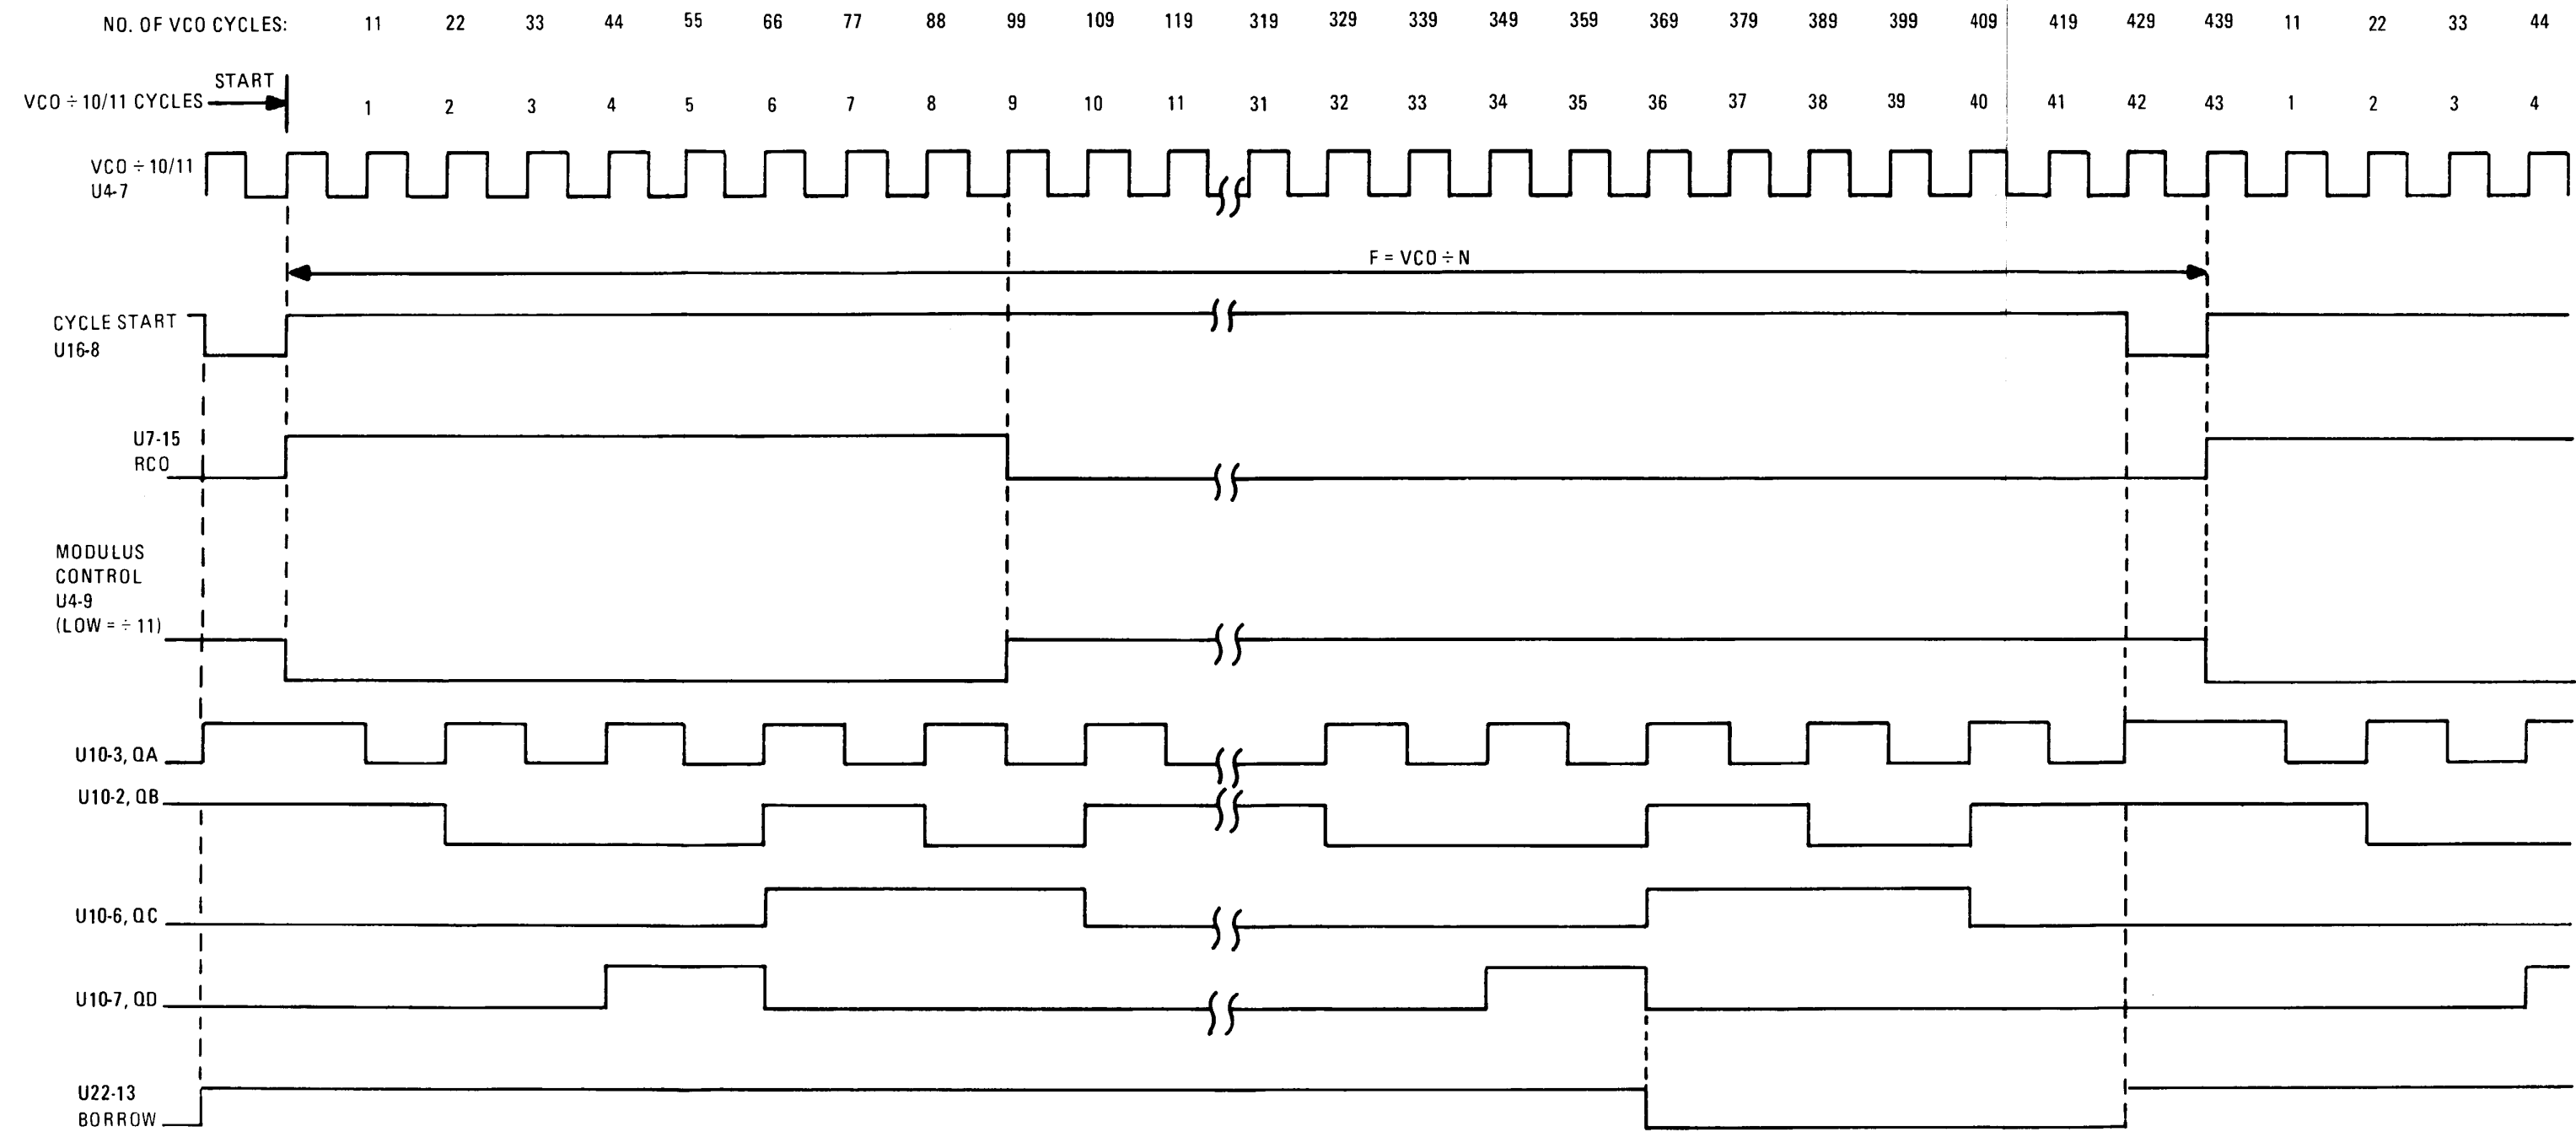 NO. OF VCO CYCLES: 11 22 33 44 55 66 77 88 99 109 119 319 329 339 349 359 369 379 389 399 409 419 429 439 11 22 33 44
START
VCO ÷ 10/11 CYCLES 1 2 3 4 5 6 7 8 9 10 11 31 32 33 34 35 36 37 38 39 40 41 42 43 1 2 3 4
VCO ÷ 10/11
U4-7
F = VCO ÷ N
CYCLE START
U16-8
U7-15
RCO
MODULUS
CONTROL
U4-9
(LOW = ÷ 11)
U10-3, QA
U10-2, QB
U10-6, QC
U10-7, QD
U22-13
BORROW